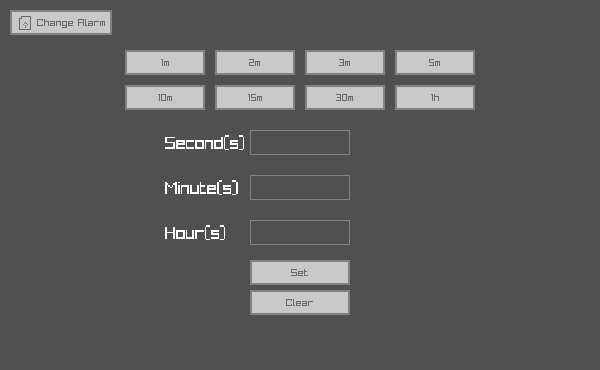 Change Alarm
1m 2m 3m 5m
10m 15m 30m 1h
Second(s)
Minute(s)
Hour(s)
Set
Clear